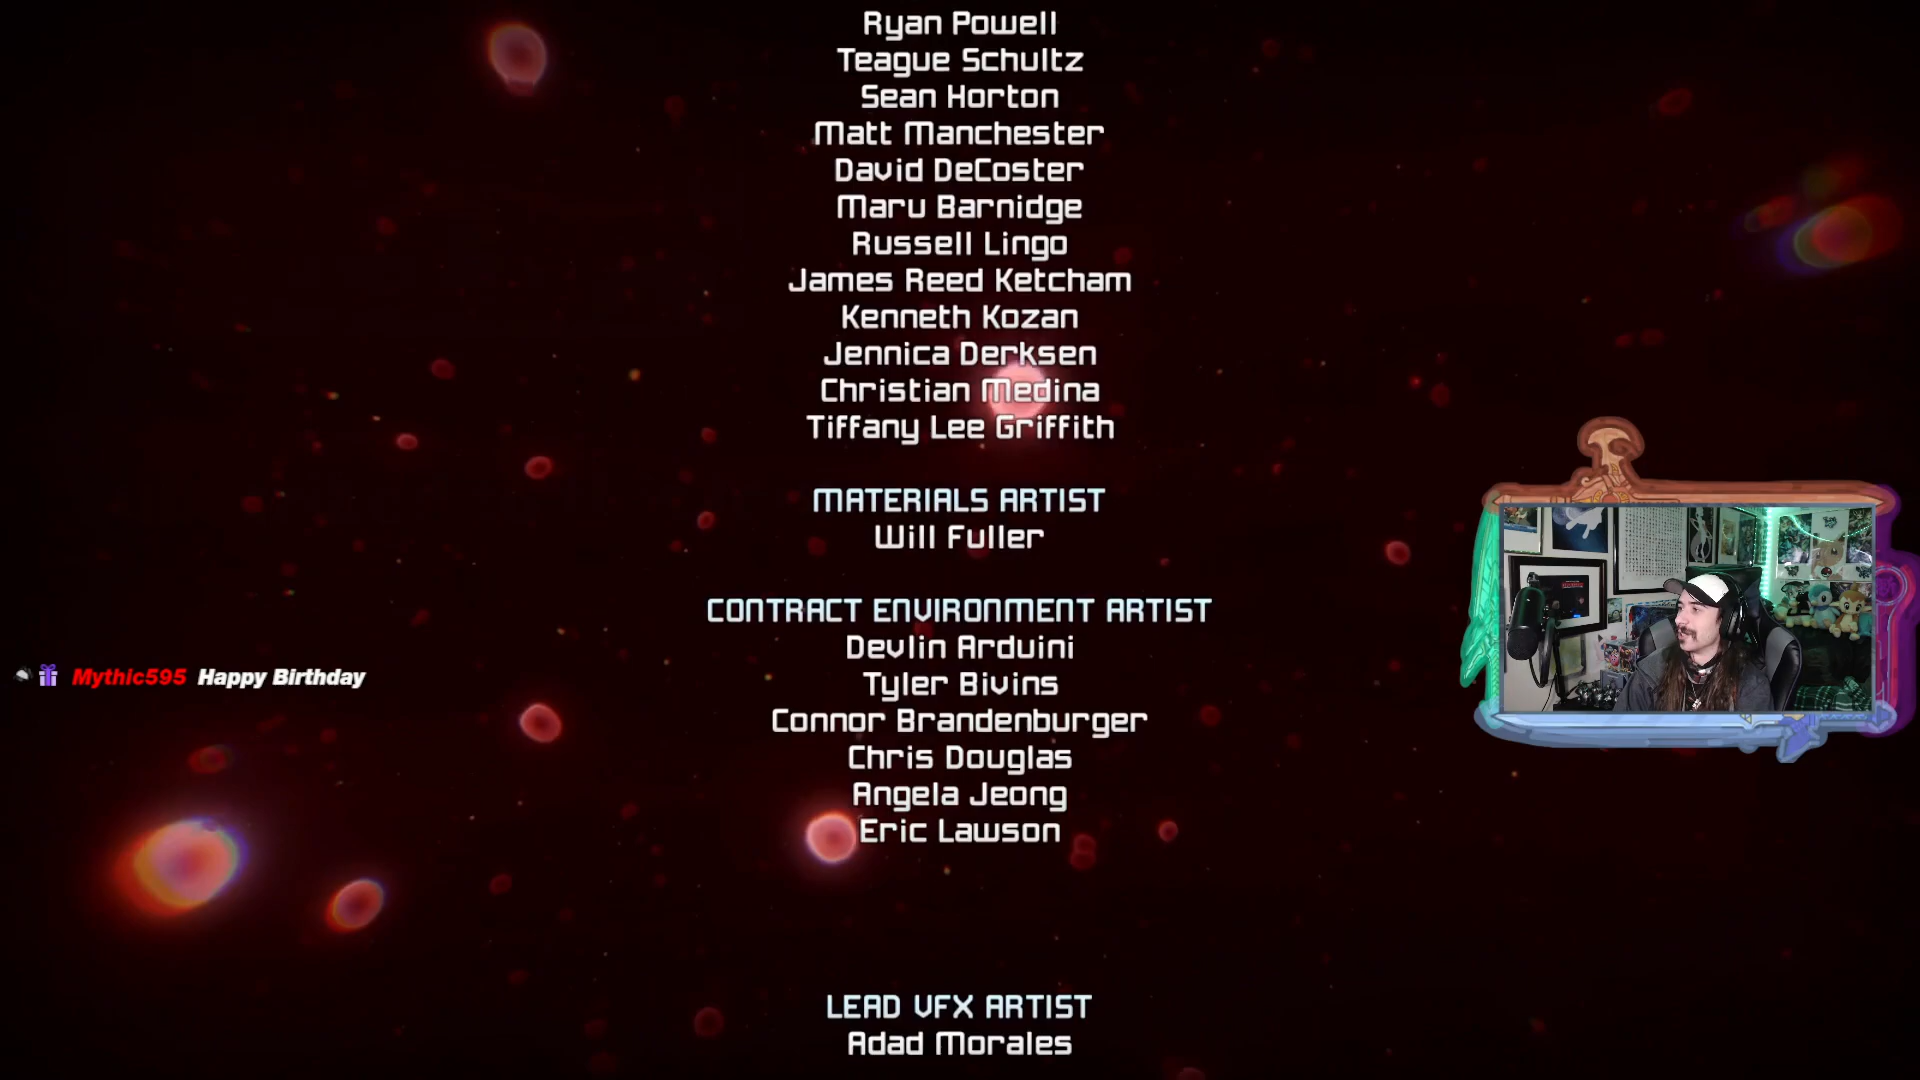 Ryan Powell
Teague Schultz
Sean Horton
Matt Manchester
David DeCoster
Maru Barnidge
Russell Lingo
James Reed Ketcham
Kenneth Kozan
Jennica Derksen
Christian Medina
Tiffany Lee Griffith
MATERIALS ARTIST
Will Fuller
CONTRACT ENVIRONMENT ARTIST
Devlin Arduini
Tyler Bivins
Connor Brandenburger
Chris Douglas
Angela Jeong
Eric Lawson
LEAD VFX ARTIST
Adad Morales
Mythic595 Happy Birthday